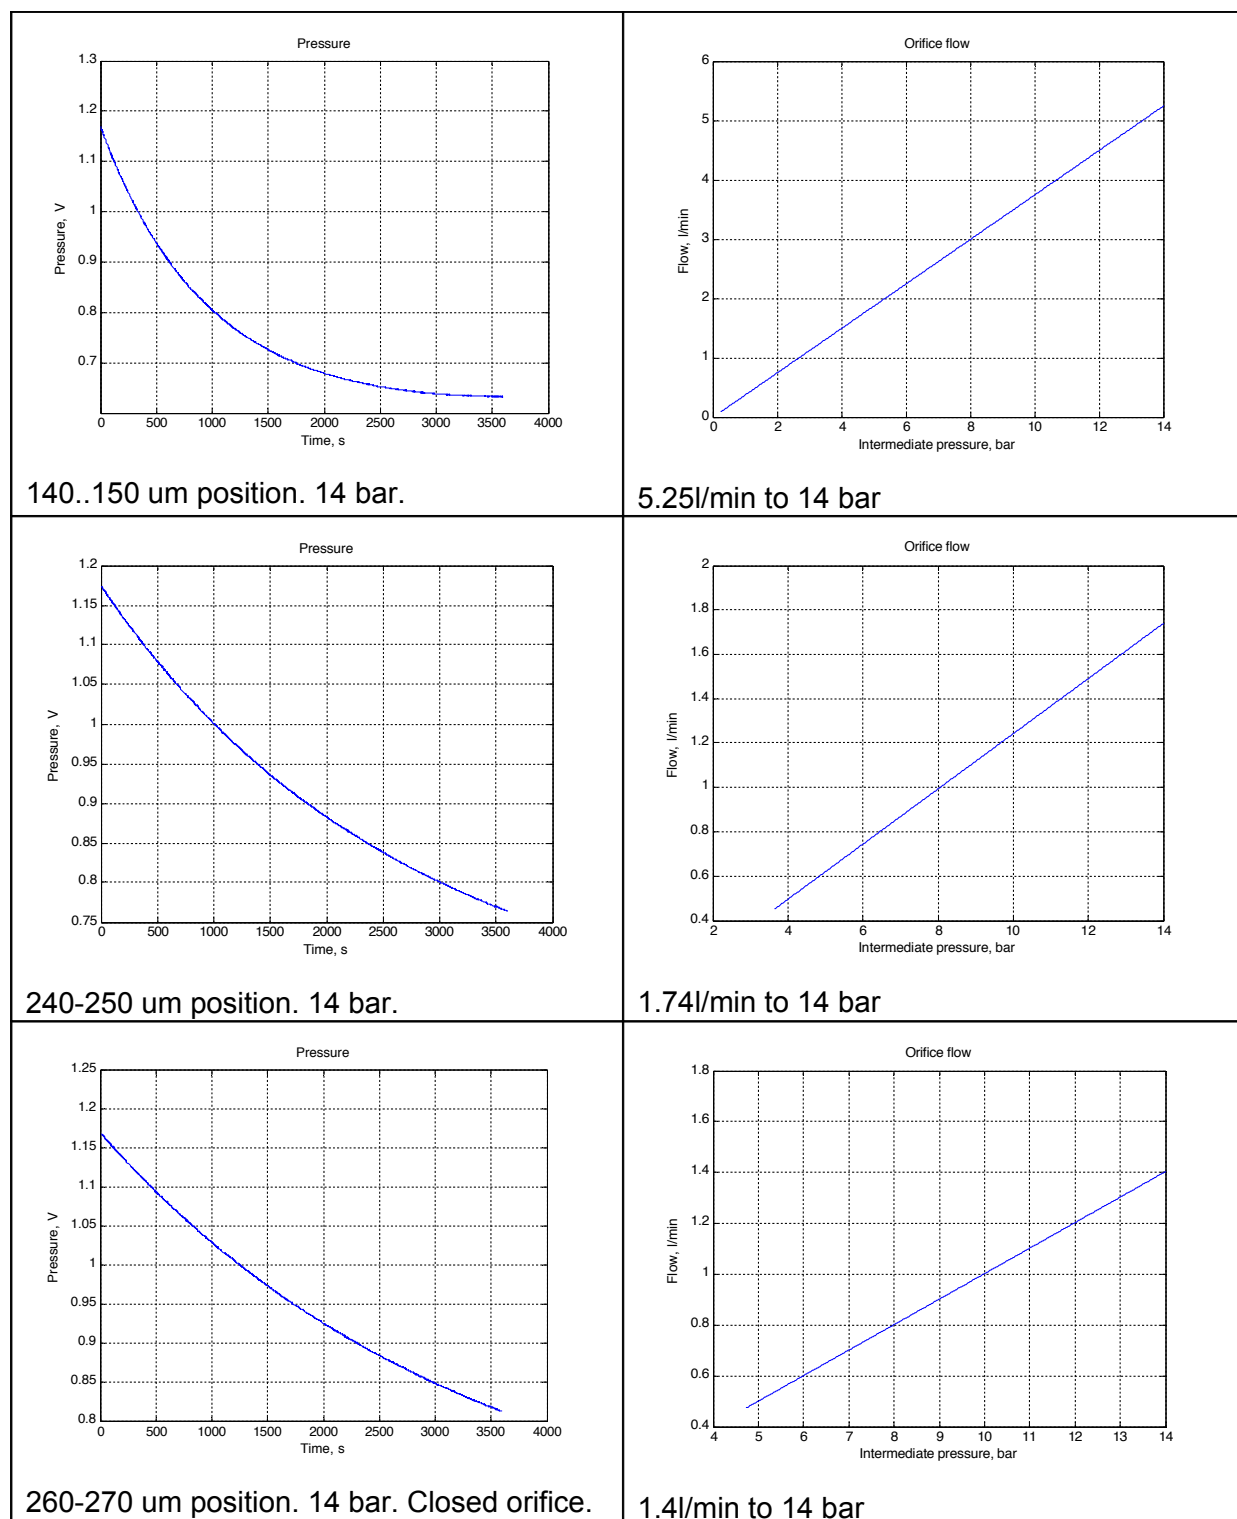 Pressure
1.3
1.2
1.1
1
0.9
0.8
0.7
Pressure, V
0 500 1000 1500 2000 2500 3000 3500 4000
Time, s
140..150 um position. 14 bar.
Orifice flow
6
5
4
3
2
1
0
Flow, l/min
0 2 4 6 8 10 12 14
Intermediate pressure, bar
5.25l/min to 14 bar
Pressure
1.2
1.15
1.1
1.05
1
0.95
0.9
0.85
0.8
0.75
Pressure, V
0 500 1000 1500 2000 2500 3000 3500 4000
Time, s
240-250 um position. 14 bar.
Orifice flow
2
1.8
1.6
1.4
1.2
1
0.8
0.6
0.4
Flow, l/min
2 4 6 8 10 12 14
Intermediate pressure, bar
1.74l/min to 14 bar
Pressure
1.25
1.2
1.15
1.1
1.05
1
0.95
0.9
0.85
0.8
Pressure, V
0 500 1000 1500 2000 2500 3000 3500 4000
Time, s
260-270 um position. 14 bar. Closed orifice.
Orifice flow
1.8
1.6
1.4
1.2
1
0.8
0.6
0.4
Flow, l/min
4 5 6 7 8 9 10 11 12 13 14
Intermediate pressure, bar
1.4l/min to 14 bar